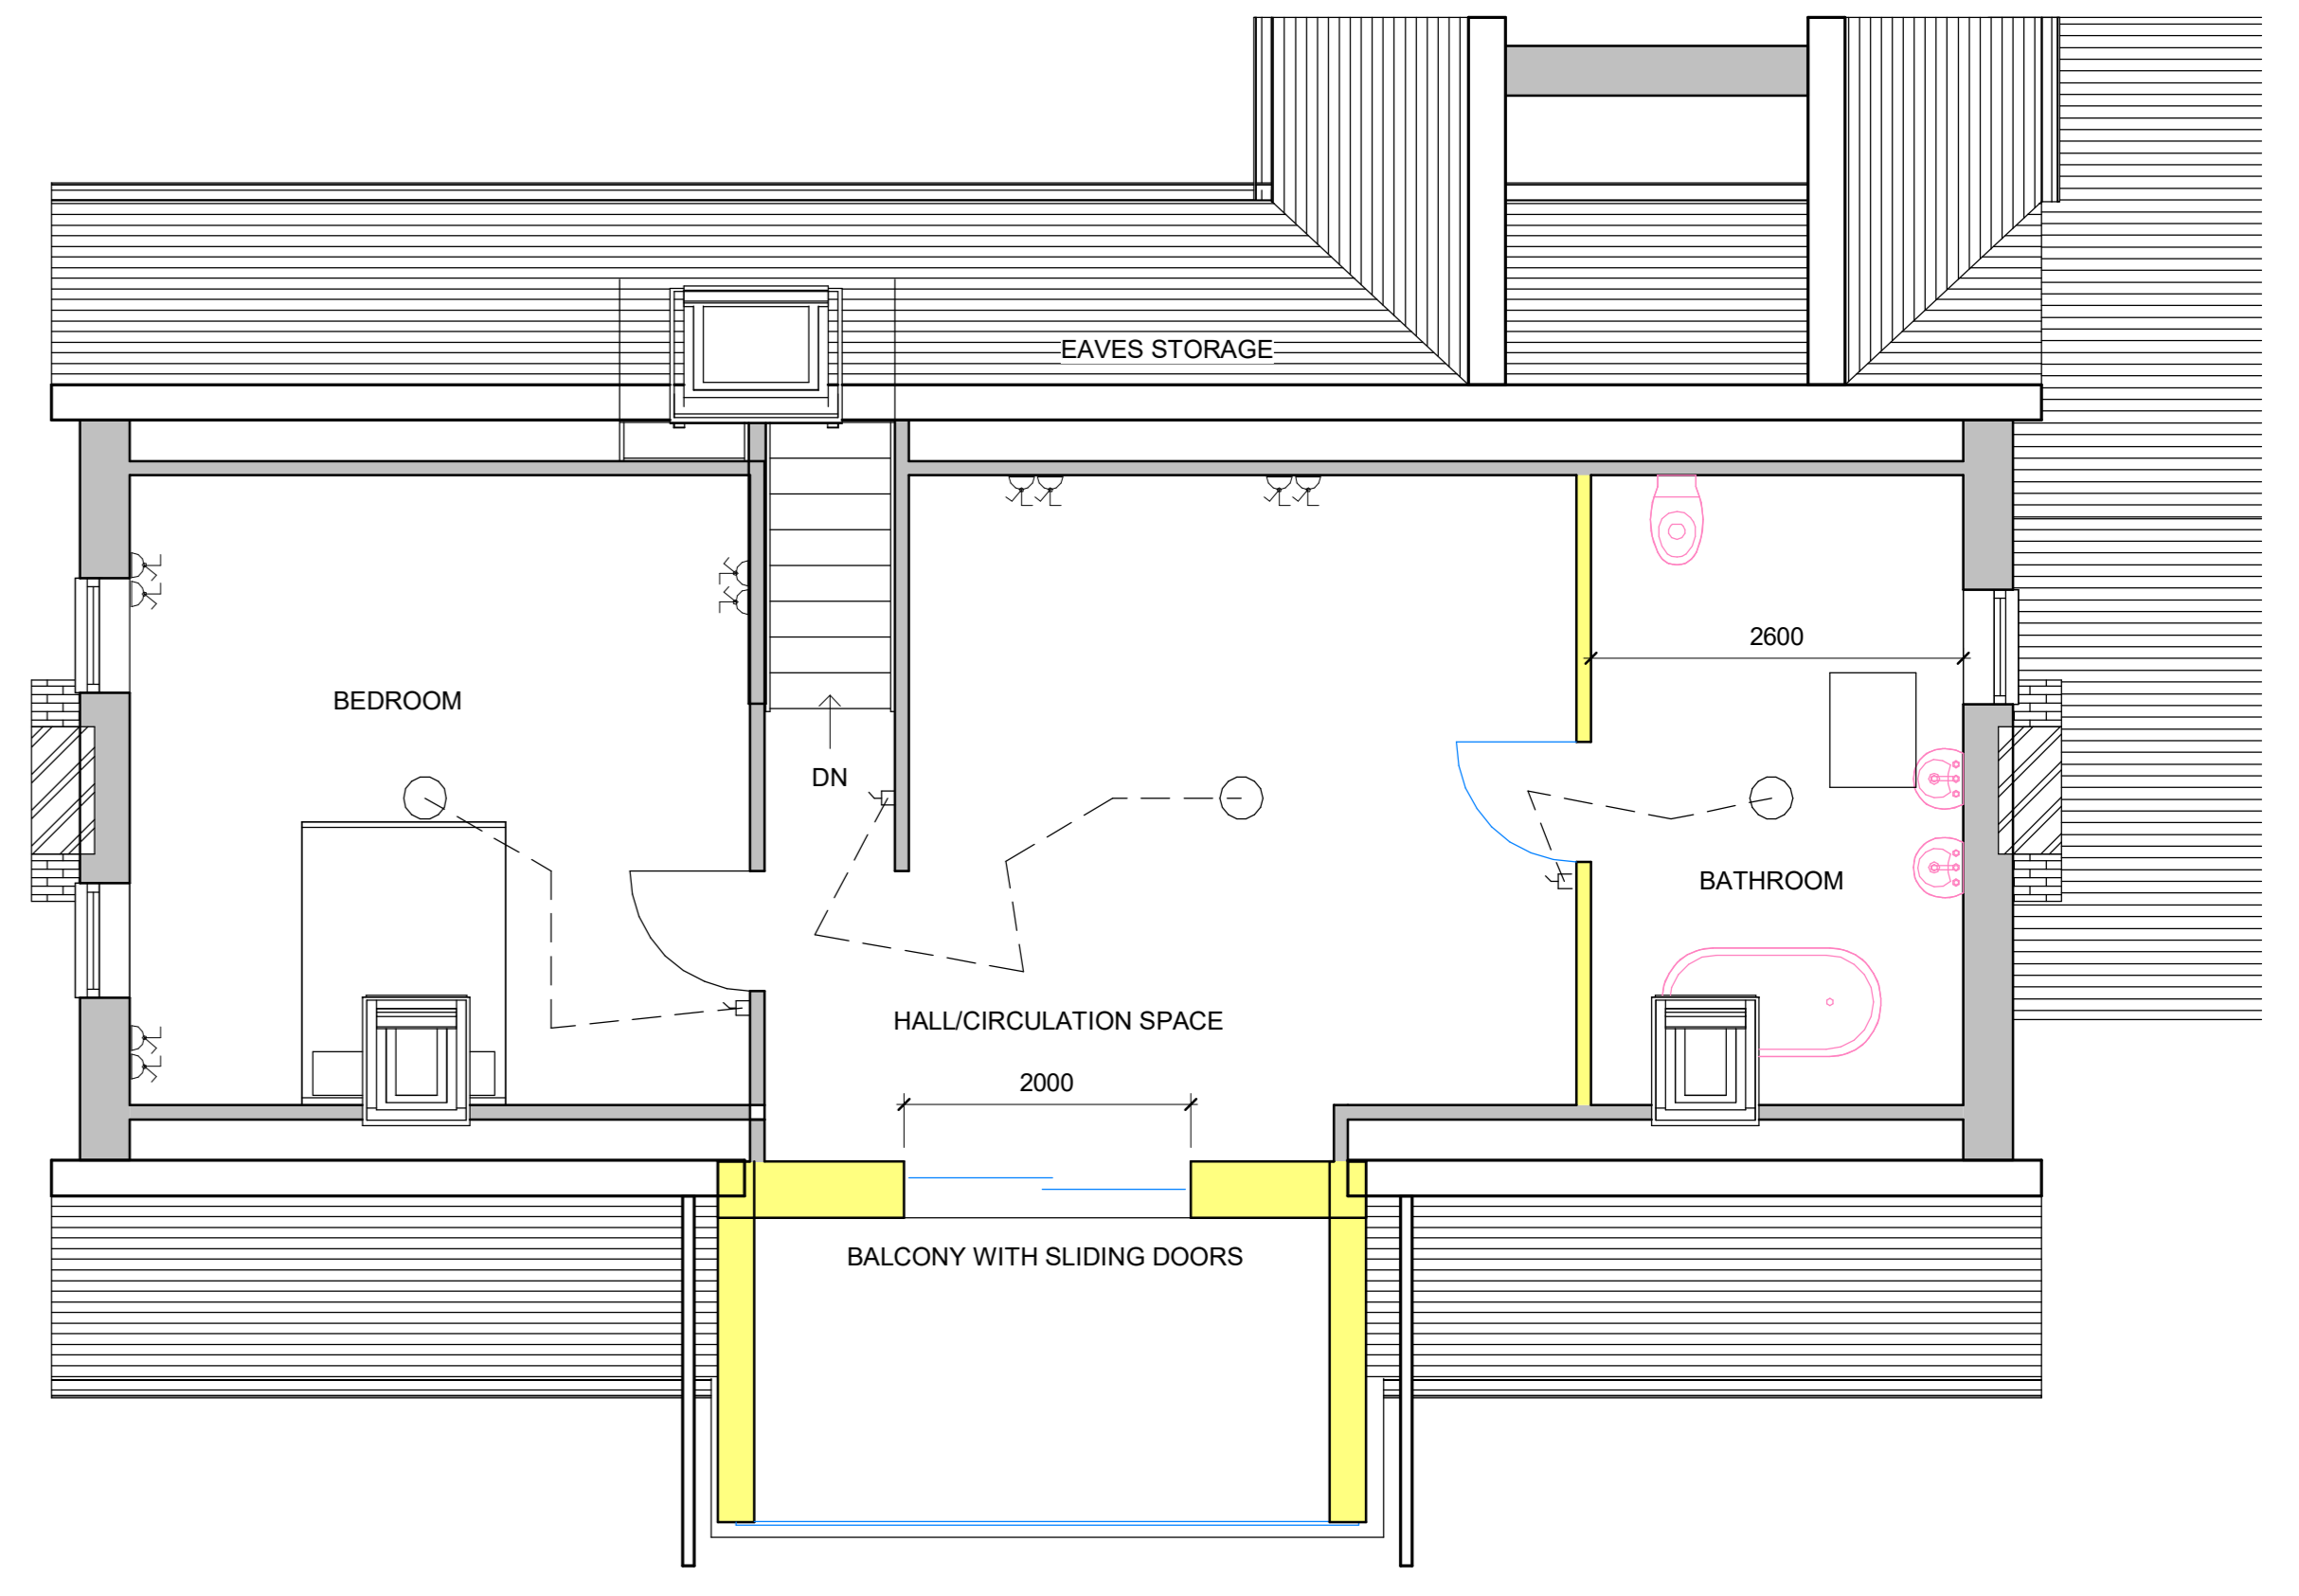 EAVES STORAGE
2600
BEDROOM
DN
BATHROOM
HALL/CIRCULATION SPACE
2000
BALCONY WITH SLIDING DOORS